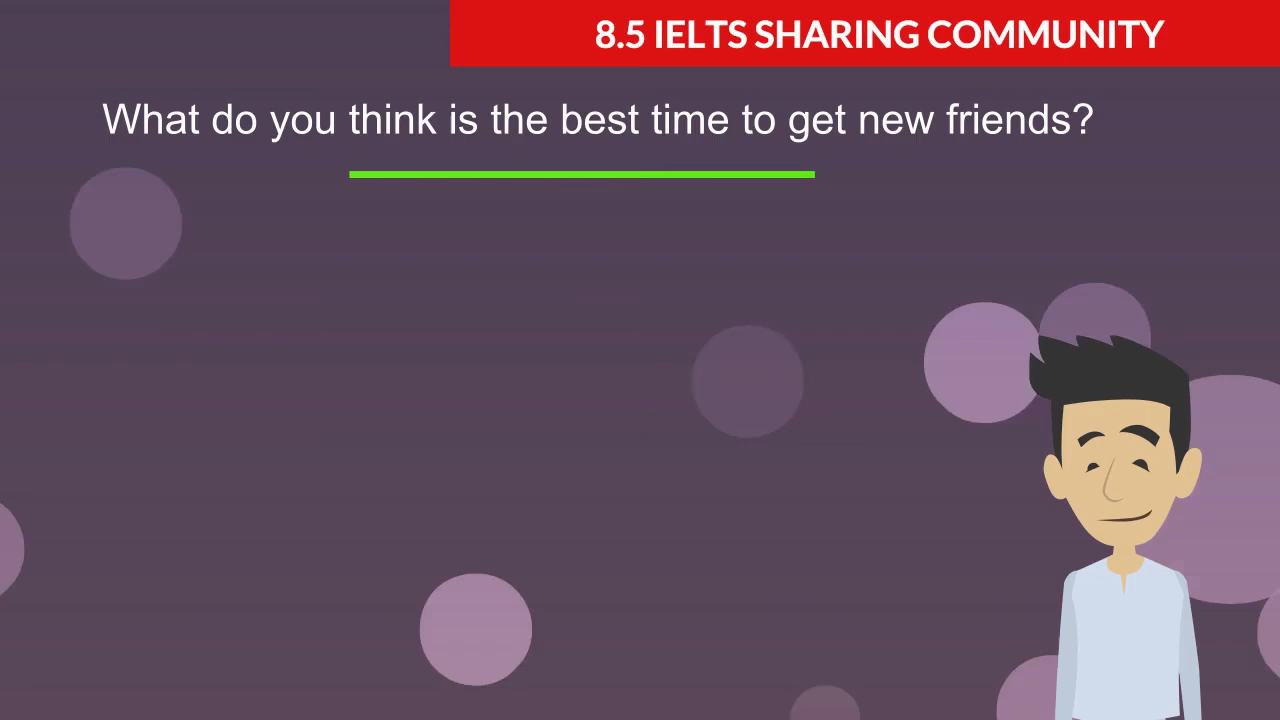 8.5 IELTS SHARING COMMUNITY
What do you think is the best time to get new friends?